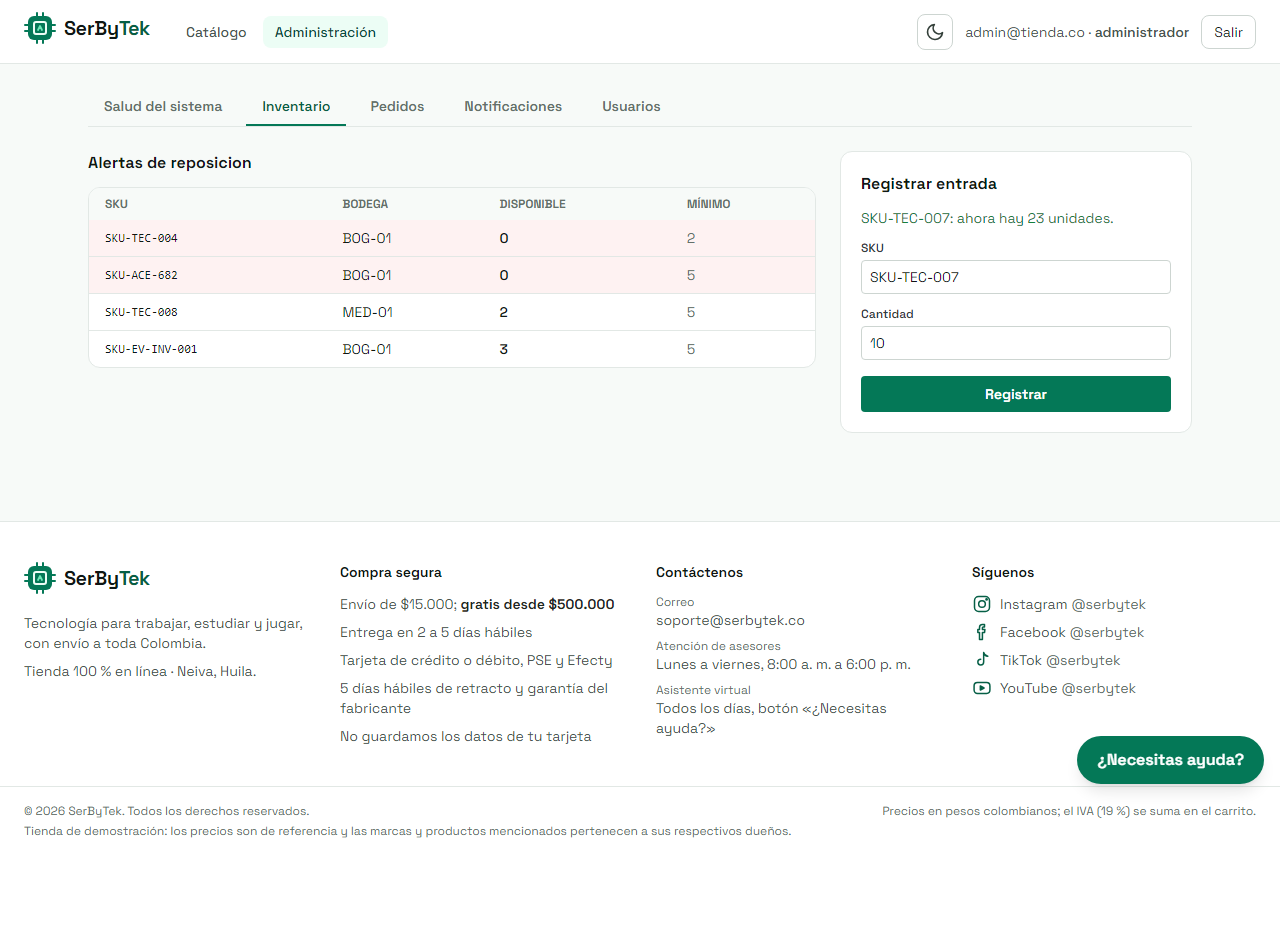 SerByTek
Catálogo
Administración
admin@tienda.co · administrador
Salir
Salud del sistema
Inventario
Pedidos
Notificaciones
Usuarios
Alertas de reposicion
SKU BODEGA DISPONIBLE MÍNIMO
SKU-TEC-004 BOG-01 0 2
SKU-ACE-682 BOG-01 0 5
SKU-TEC-008 MED-01 2 5
SKU-EV-INV-001 BOG-01 3 5
Registrar entrada
SKU-TEC-007: ahora hay 23 unidades.
SKU
SKU-TEC-007
Cantidad
10
Registrar
SerByTek
Tecnología para trabajar, estudiar y jugar,
con envío a toda Colombia.
Tienda 100 % en línea · Neiva, Huila.
Compra segura
Envío de $15.000; gratis desde $500.000
Entrega en 2 a 5 días hábiles
Tarjeta de crédito o débito, PSE y Efecty
5 días hábiles de retracto y garantía del
fabricante
No guardamos los datos de tu tarjeta
Contáctenos
Correo
soporte@serbytek.co
Atención de asesores
Lunes a viernes, 8:00 a. m. a 6:00 p. m.
Asistente virtual
Todos los días, botón «¿Necesitas
ayuda?»
Síguenos
Instagram @serbytek
Facebook @serbytek
TikTok @serbytek
YouTube @serbytek
¿Necesitas ayuda?
© 2026 SerByTek. Todos los derechos reservados.
Tienda de demostración: los precios son de referencia y las marcas y productos mencionados pertenecen a sus respectivos dueños.
Precios en pesos colombianos; el IVA (19 %) se suma en el carrito.